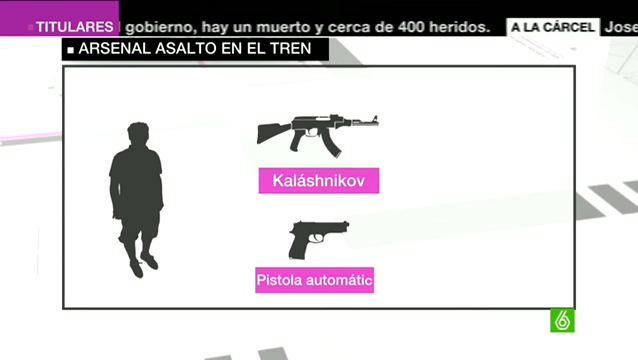 TITULARES gobierno, hay un muerto y cerca de 400 heridos. A LA CÁRCEL Jose
ARSENAL ASALTO EN EL TREN
Kaláshnikov
Pistola automátic
6